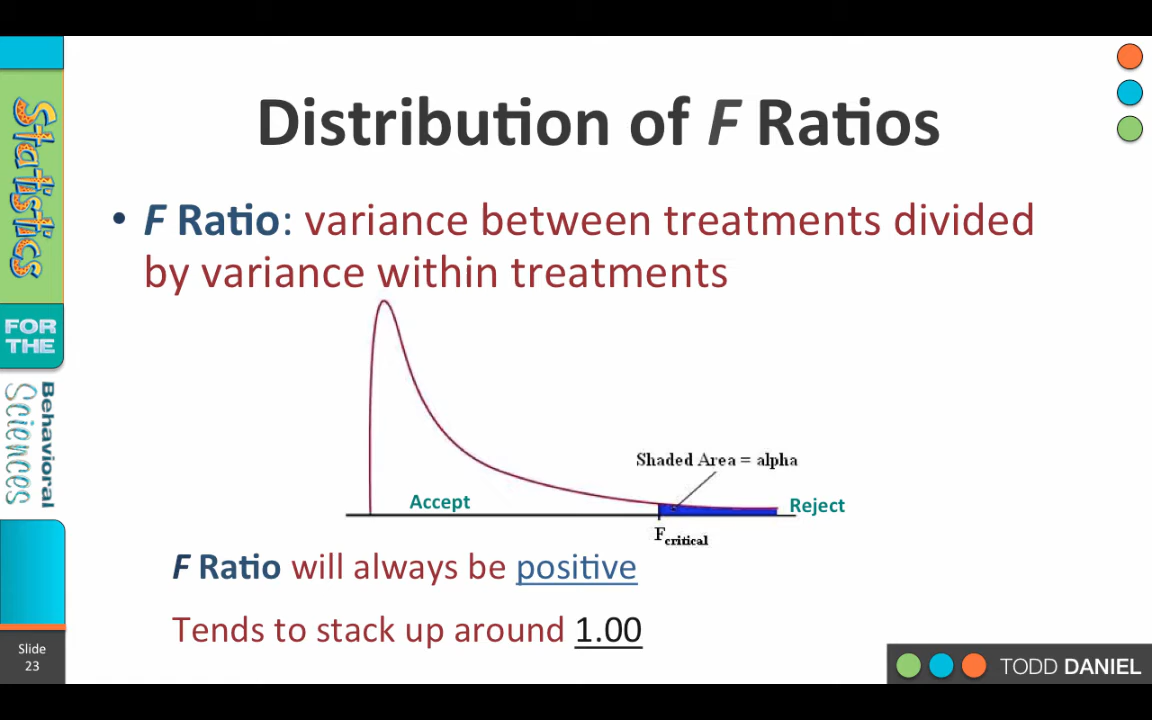 Statistics
FOR
THE
Behavioral
Sciences
Slide
23
Distribution of F Ratios
• F Ratio: variance between treatments divided
by variance within treatments
Shaded Area = alpha
Accept
Reject
Fcritical
F Ratio will always be positive
Tends to stack up around 1.00
TODD DANIEL